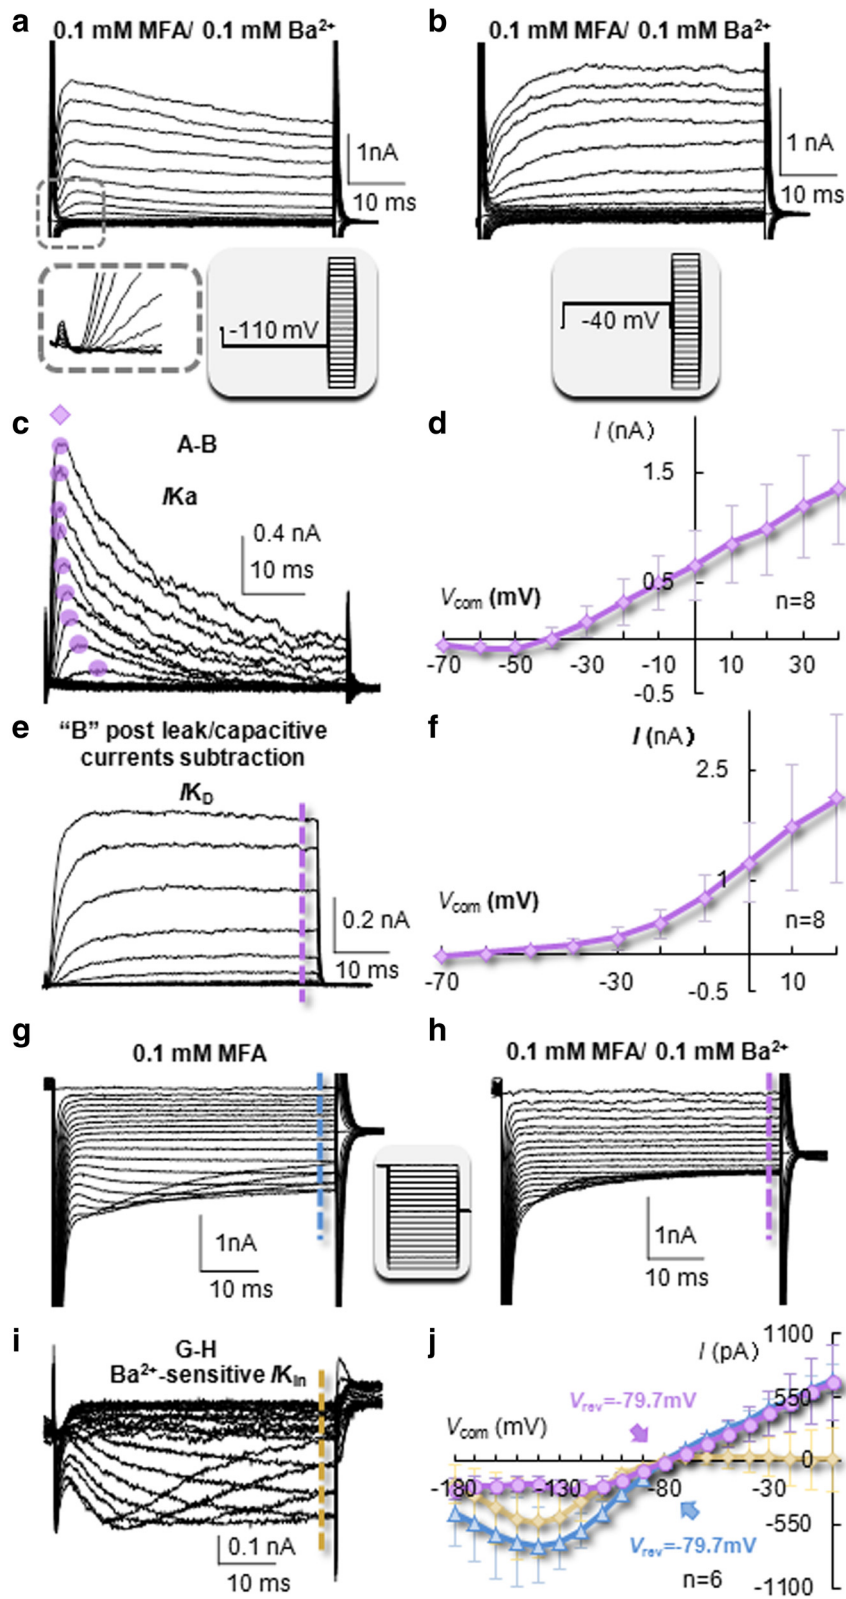 a
0.1 mM MFA/ 0.1 mM Ba²⁺
1nA
10 ms
-110 mV
b
0.1 mM MFA/ 0.1 mM Ba²⁺
1 nA
10 ms
-40 mV
c
A-B
IKa
0.4 nA
10 ms
d
I (nA)
1.5
0.5
Vcom (mV)
n=8
-70 -50 -30 -10 10 30
-0.5
e
“B” post leak/capacitive
currents subtraction
IKD
0.2 nA
10 ms
f
I (nA)
2.5
1
Vcom (mV)
n=8
-70 -30 10
-0.5
g
0.1 mM MFA
1nA
10 ms
h
0.1 mM MFA/ 0.1 mM Ba²⁺
1nA
10 ms
i
G-H
Ba²⁺-sensitive IKIn
0.1 nA
10 ms
j
1100
I (pA)
550
Vrev=-79.7mV
Vcom (mV)
0
-180 -130 -80 -30
-550
Vrev=-79.7mV
n=6
-1100